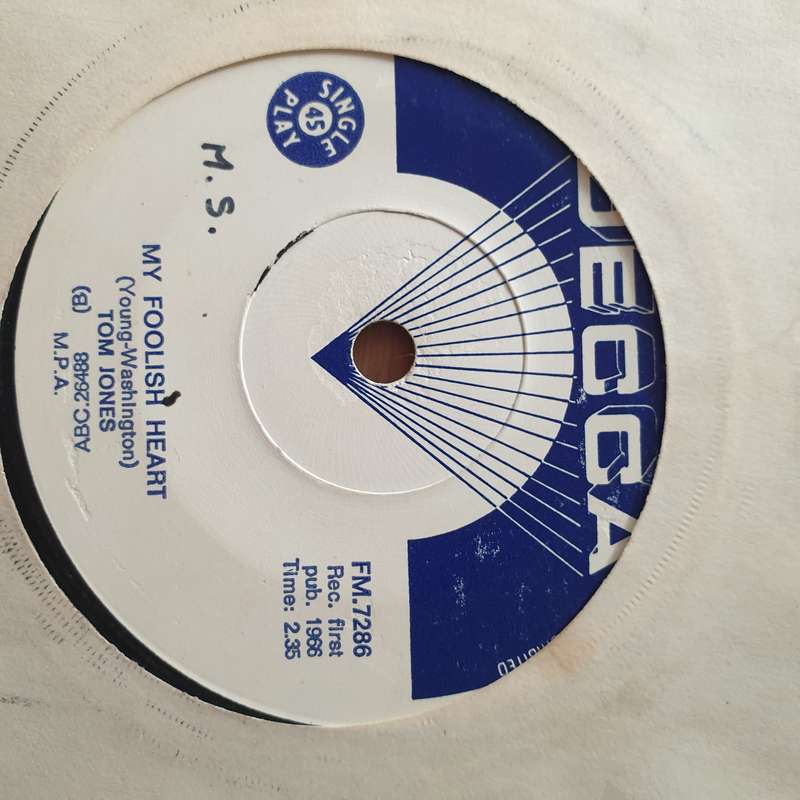 DECCA
SINGLE
45
PLAY
M.S.
FM.7286
Rec. first
pub. 1966
Time: 2.35
MY FOOLISH HEART
(Young-Washington)
TOM JONES
ABC 26488
(B)
M.P.A.